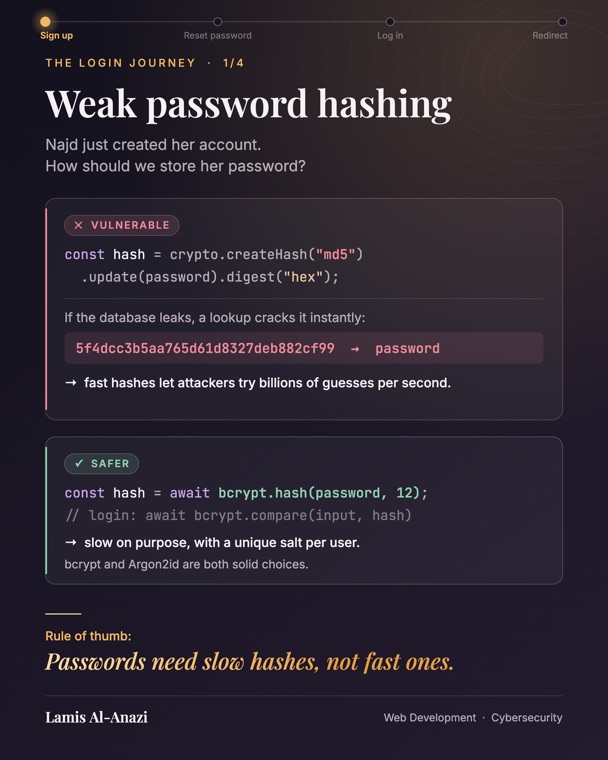 Sign up
Reset password
Log in
Redirect
THE LOGIN JOURNEY · 1/4
Weak password hashing
Najd just created her account.
How should we store her password?
✕ VULNERABLE
const hash = crypto.createHash("md5")
.update(password).digest("hex");
If the database leaks, a lookup cracks it instantly:
5f4dcc3b5aa765d61d8327deb882cf99 → password
→ fast hashes let attackers try billions of guesses per second.
✓ SAFER
const hash = await bcrypt.hash(password, 12);
// login: await bcrypt.compare(input, hash)
→ slow on purpose, with a unique salt per user.
bcrypt and Argon2id are both solid choices.
Rule of thumb:
Passwords need slow hashes, not fast ones.
Lamis Al-Anazi
Web Development · Cybersecurity